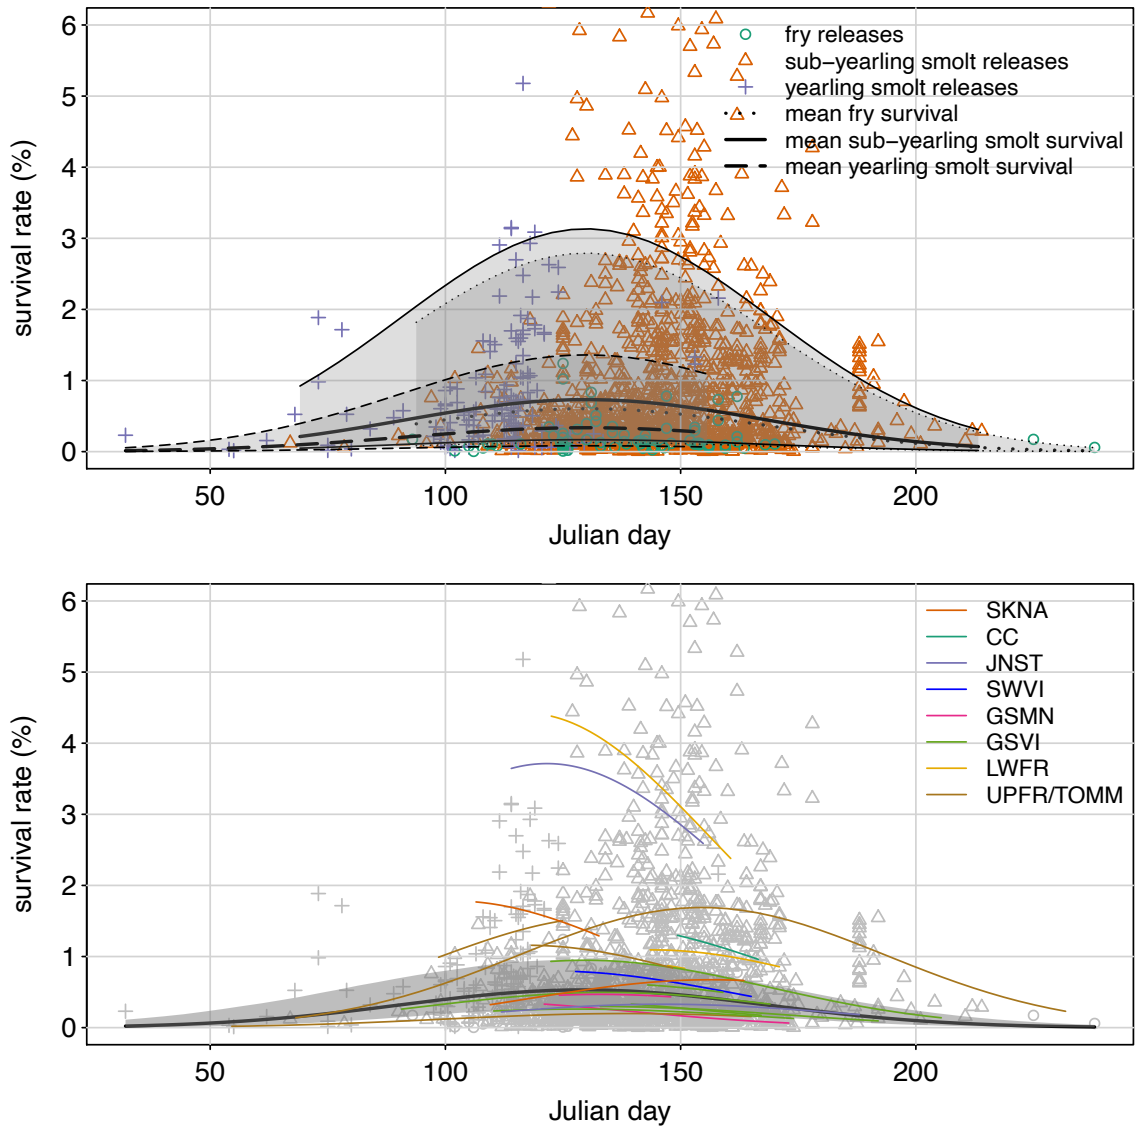 6
5
4
3
2
1
0
survival rate (%)
fry releases
sub−yearling smolt releases
yearling smolt releases
mean fry survival
mean sub−yearling smolt survival
mean yearling smolt survival
50 100 150 200
Julian day
6
5
4
3
2
1
0
survival rate (%)
SKNA
CC
JNST
SWVI
GSMN
GSVI
LWFR
UPFR/TOMM
50 100 150 200
Julian day